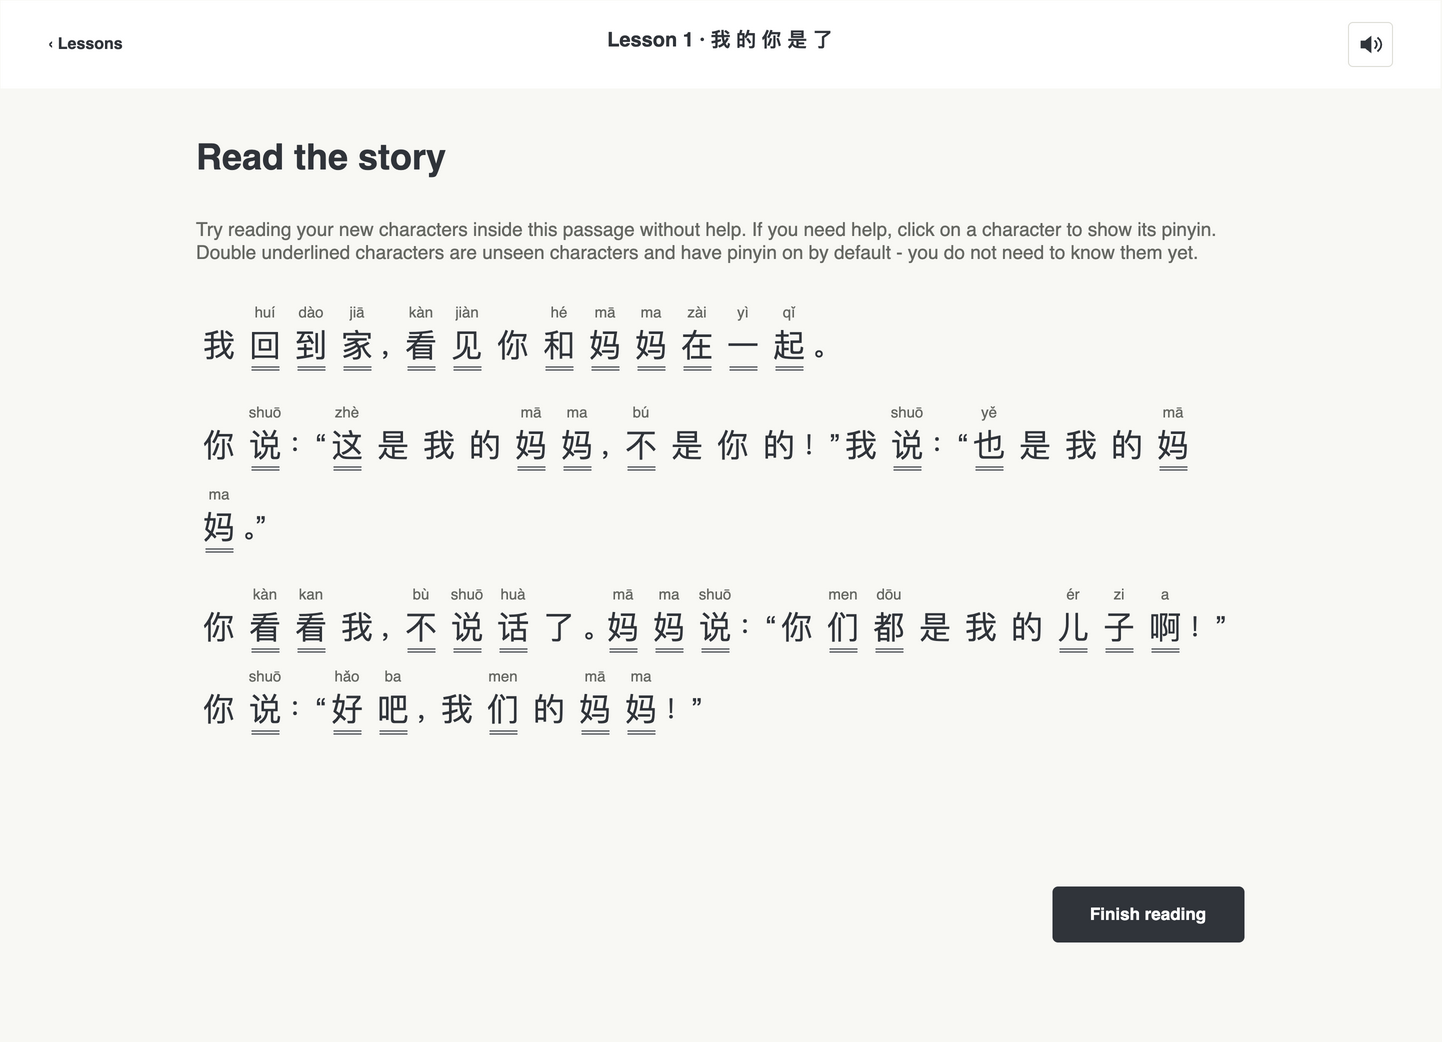 ‹ Lessons
Lesson 1 · 我 的 你 是 了
Read the story
Try reading your new characters inside this passage without help. If you need help, click on a character to show its pinyin.
Double underlined characters are unseen characters and have pinyin on by default - you do not need to know them yet.
huí dào jiā kàn jiàn hé mā ma zài yì qǐ
我回到家，看见你和妈妈在一起。
shuō zhè mā ma bú shuō yě mā
你说：“这是我的妈妈，不是你的！”我说：“也是我的妈
ma
妈。”
kàn kan bù shuō huà mā ma shuō men dōu ér zi a
你看看我，不说话了。妈妈说：“你们都是我的儿子啊！”
shuō hǎo ba men mā ma
你说：“好吧，我们的妈妈！”
Finish reading